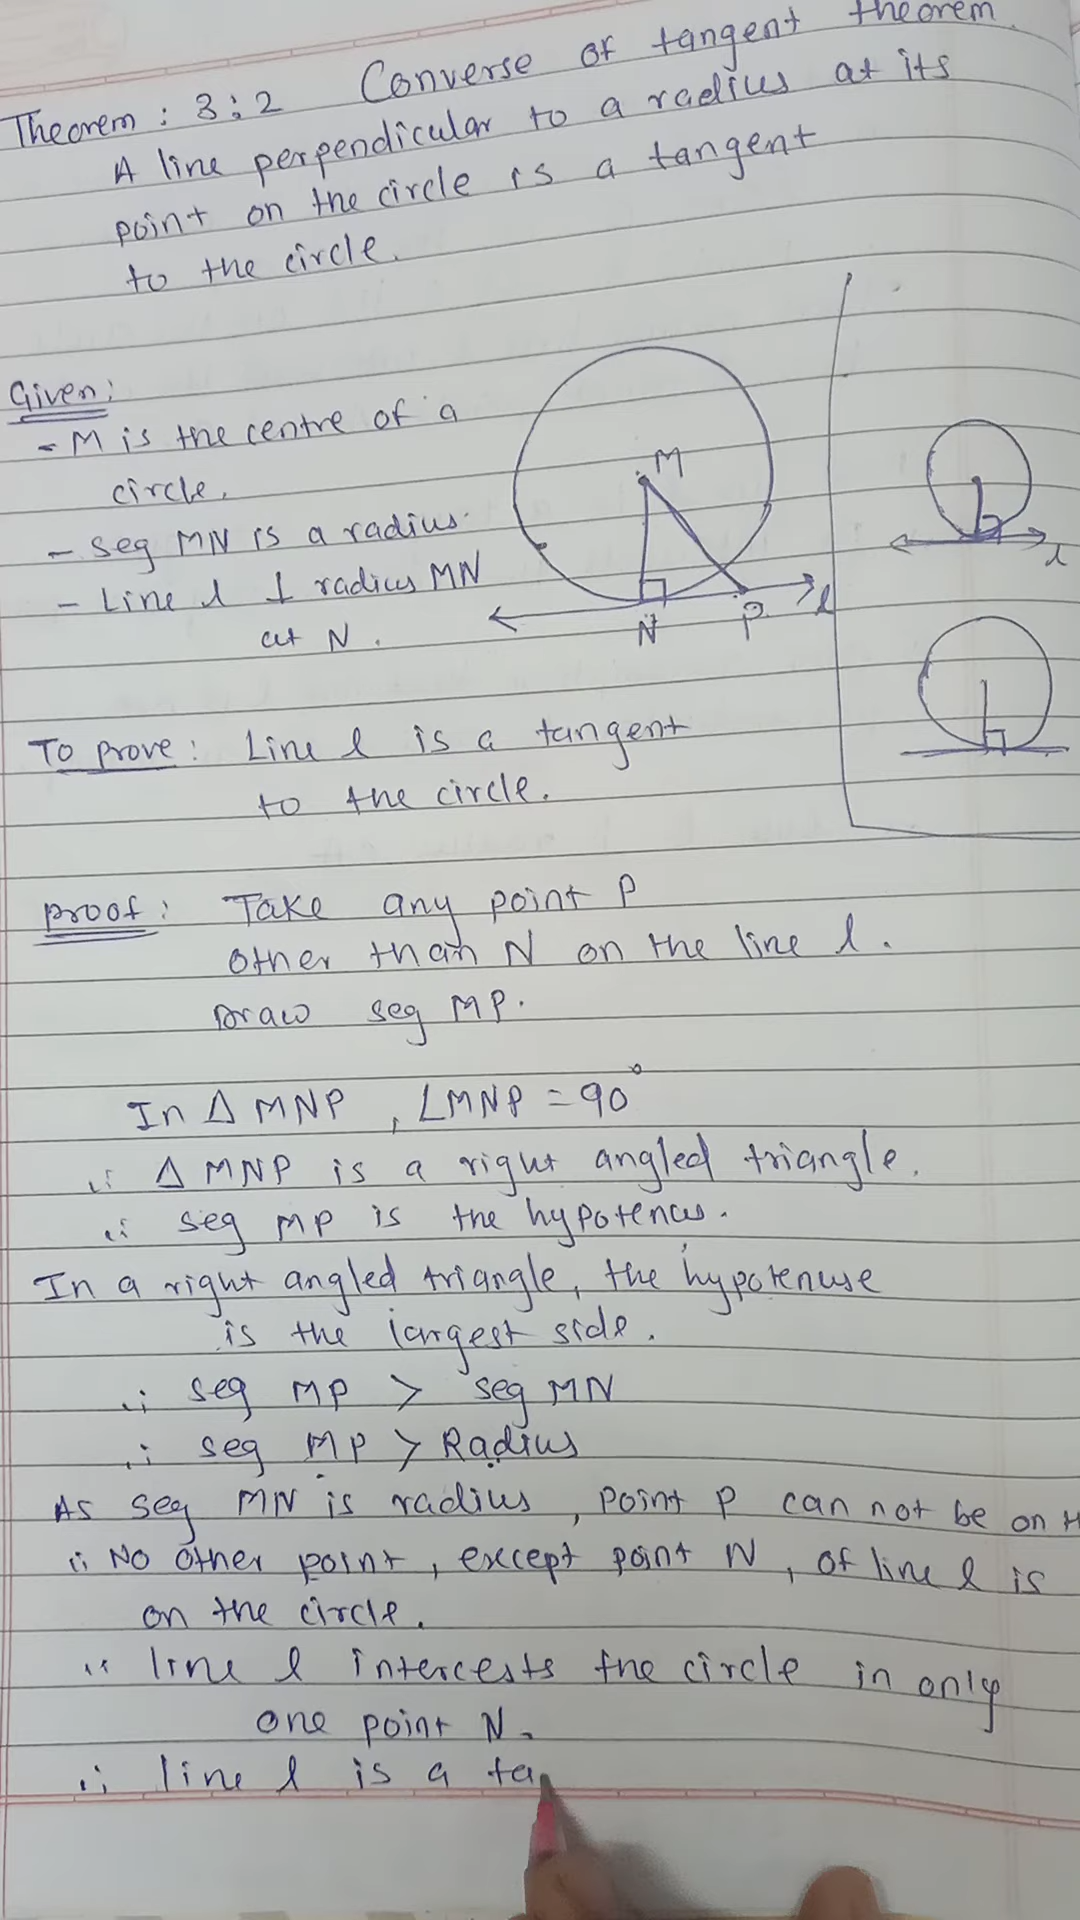 Converse of tangent theorem
Theorem : 3:2
A line perpendicular to a radius at its
point on the circle is a tangent
to the circle.
Given:
- M is the centre of a
circle.
- seg MN is a radius.
- Line l ⊥ radius MN
at N.
M
N
P
l
l
To prove: Line l is a tangent
to the circle.
Proof: Take any point P
other than N on the line l.
Draw seg MP.
In Δ MNP, ∠MNP = 90°
∴ Δ MNP is a right angled triangle.
∴ seg MP is the hypotenus.
In a right angled triangle, the hypotenuse
is the largest side.
∴ seg MP > seg MN
∴ seg MP > Radius
As seg MN is radius, point P can not be on
∴ No other point, except point N, of line l is
on the circle.
∴ line l intercests the circle in only
one point N.
∴ line l is a ta